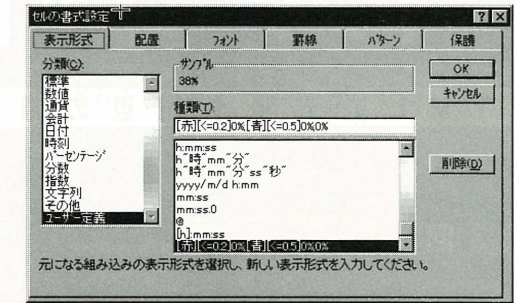 セルの書式設定
表示形式 配置 フォント 罫線 パターン 保護
分類(C):
標準
数値
通貨
会計
日付
時刻
パーセンテージ
分数
指数
文字列
その他
ユーザー定義
サンプル
38%
種類(T):
[赤][<=0.2]0%;[青][<=0.5]0%;0%
h:mm:ss
h"時"mm"分"
h"時"mm"分"ss"秒"
yyyy/m/d h:mm
mm:ss
mm:ss.0
@
[h]:mm:ss
[赤][<=0.2]0%;[青][<=0.5]0%;0%
OK
キャンセル
削除(D)
元になる組み込みの表示形式を選択し、新しい表示形式を入力してください。